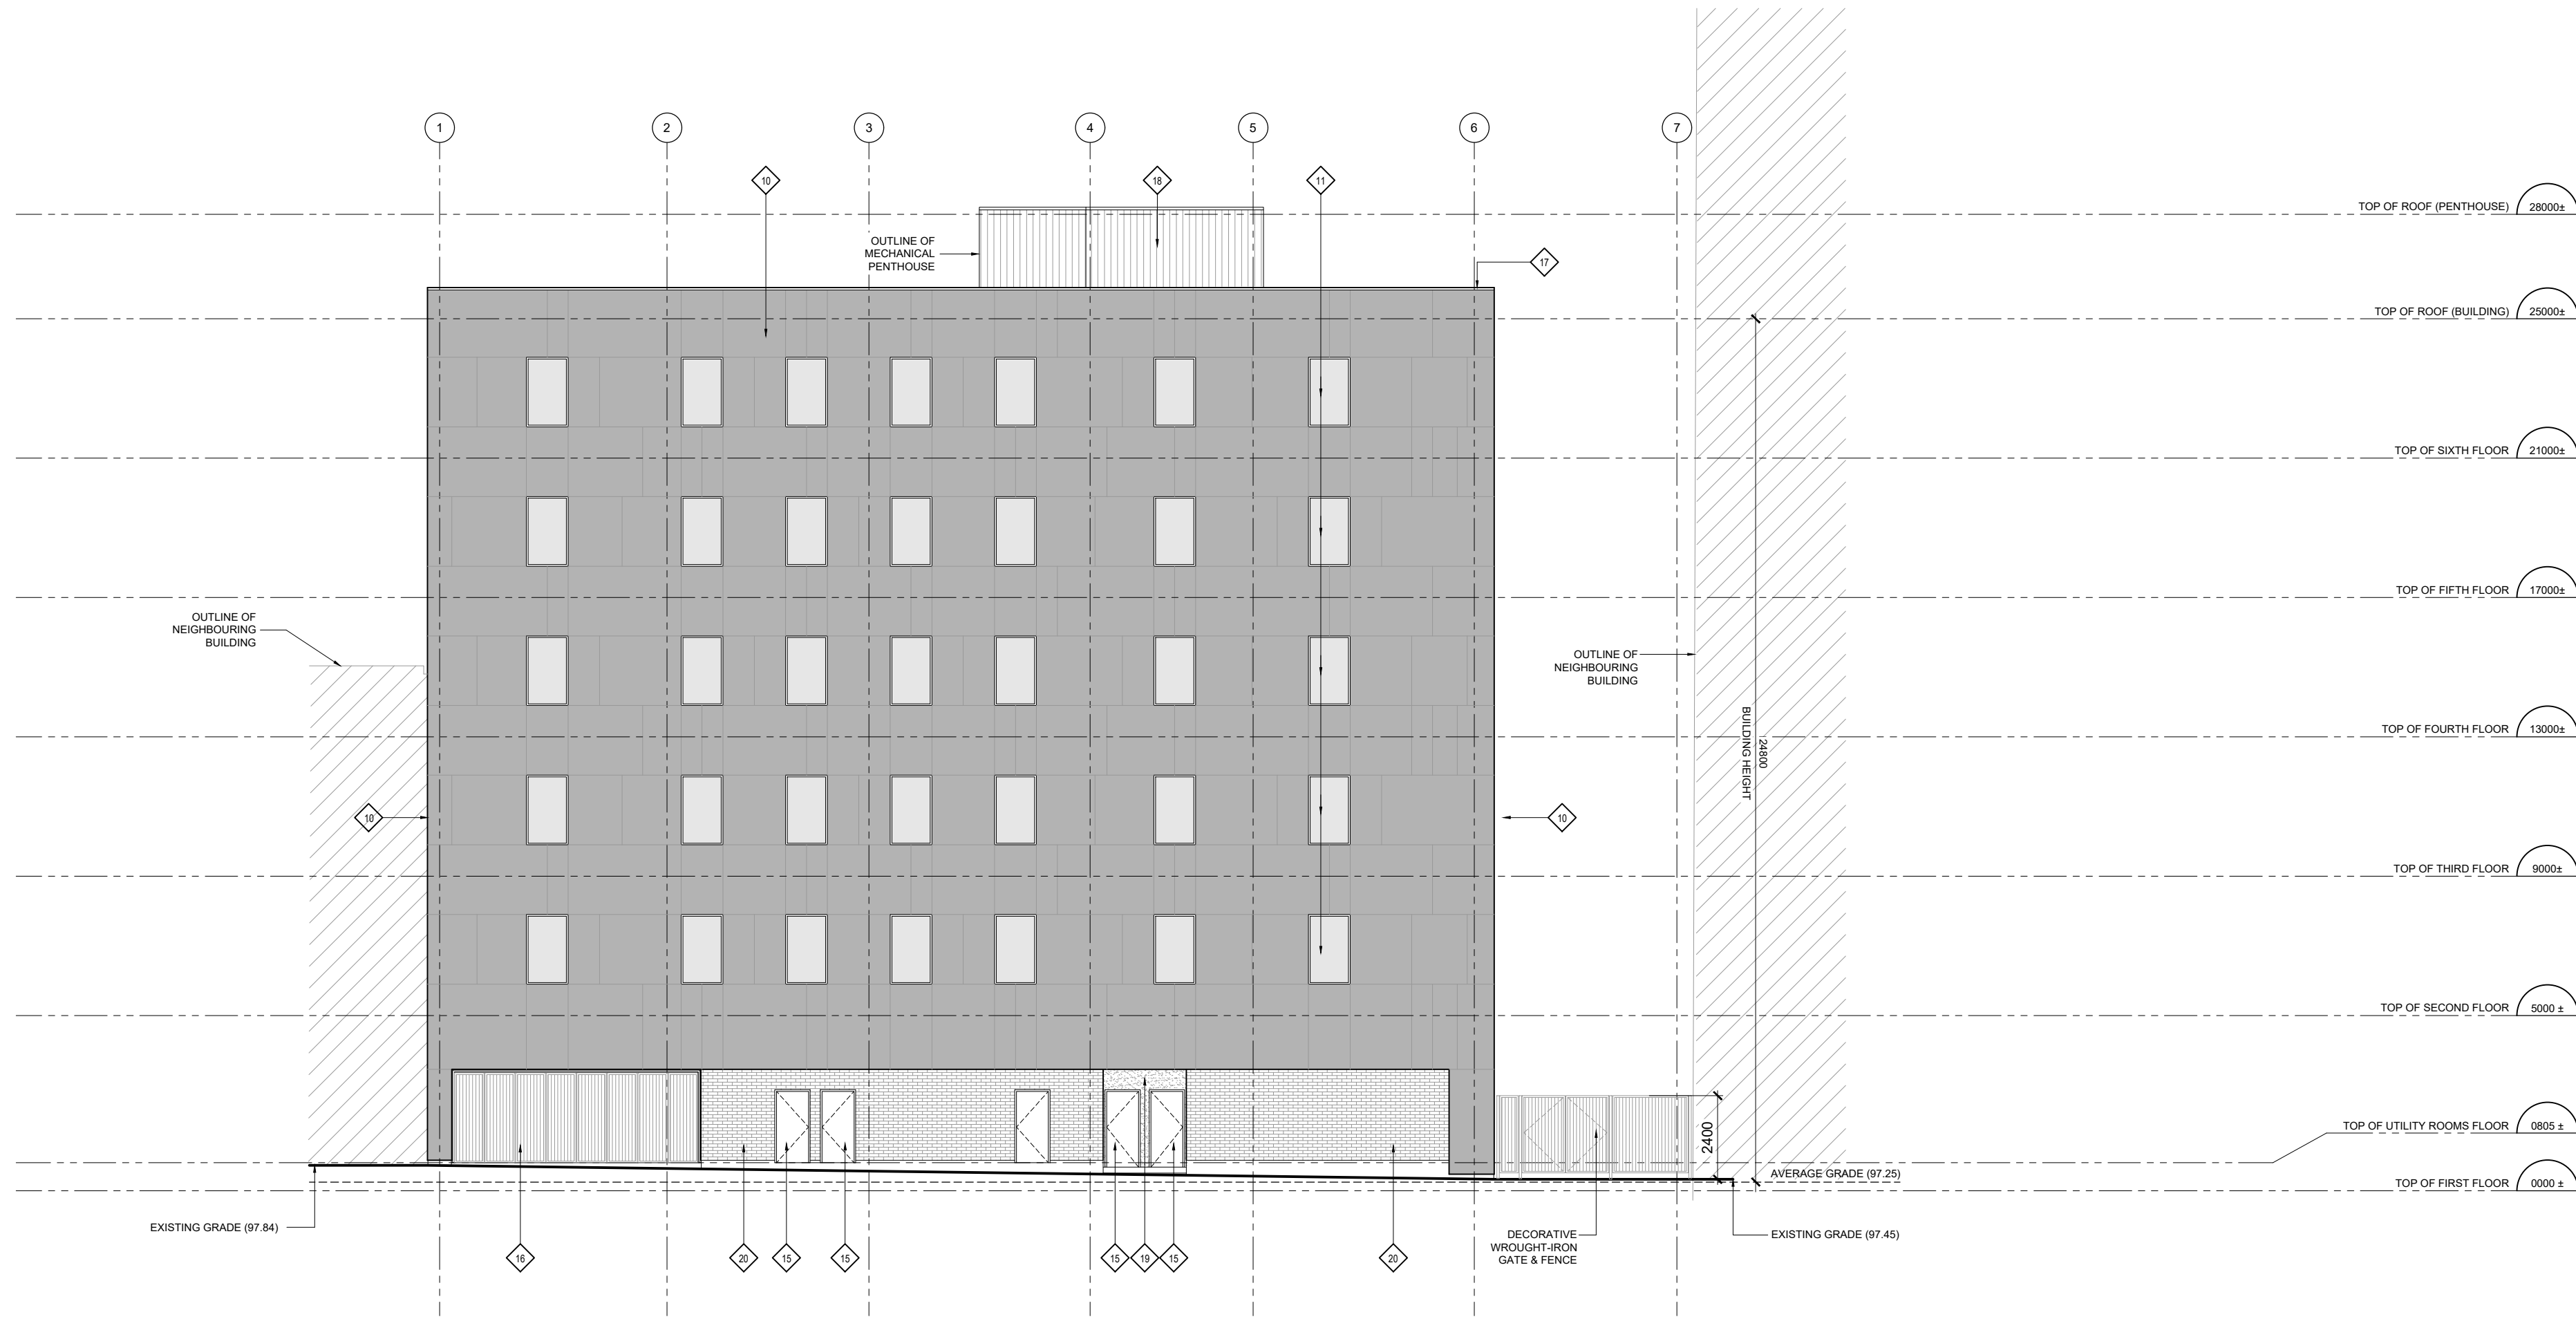 1
2
3
4
5
6
7
10
18
11
TOP OF ROOF (PENTHOUSE)
28000±
OUTLINE OF
MECHANICAL
PENTHOUSE
17
TOP OF ROOF (BUILDING)
25000±
TOP OF SIXTH FLOOR
21000±
TOP OF FIFTH FLOOR
17000±
OUTLINE OF
NEIGHBOURING
BUILDING
OUTLINE OF
NEIGHBOURING
BUILDING
24800
BUILDING HEIGHT
TOP OF FOURTH FLOOR
13000±
10
10
TOP OF THIRD FLOOR
9000±
TOP OF SECOND FLOOR
5000 ±
2400
TOP OF UTILITY ROOMS FLOOR
0805 ±
AVERAGE GRADE (97.25)
TOP OF FIRST FLOOR
0000 ±
EXISTING GRADE (97.84)
DECORATIVE
WROUGHT-IRON
GATE & FENCE
EXISTING GRADE (97.45)
16
20
15
15
15
19
15
20